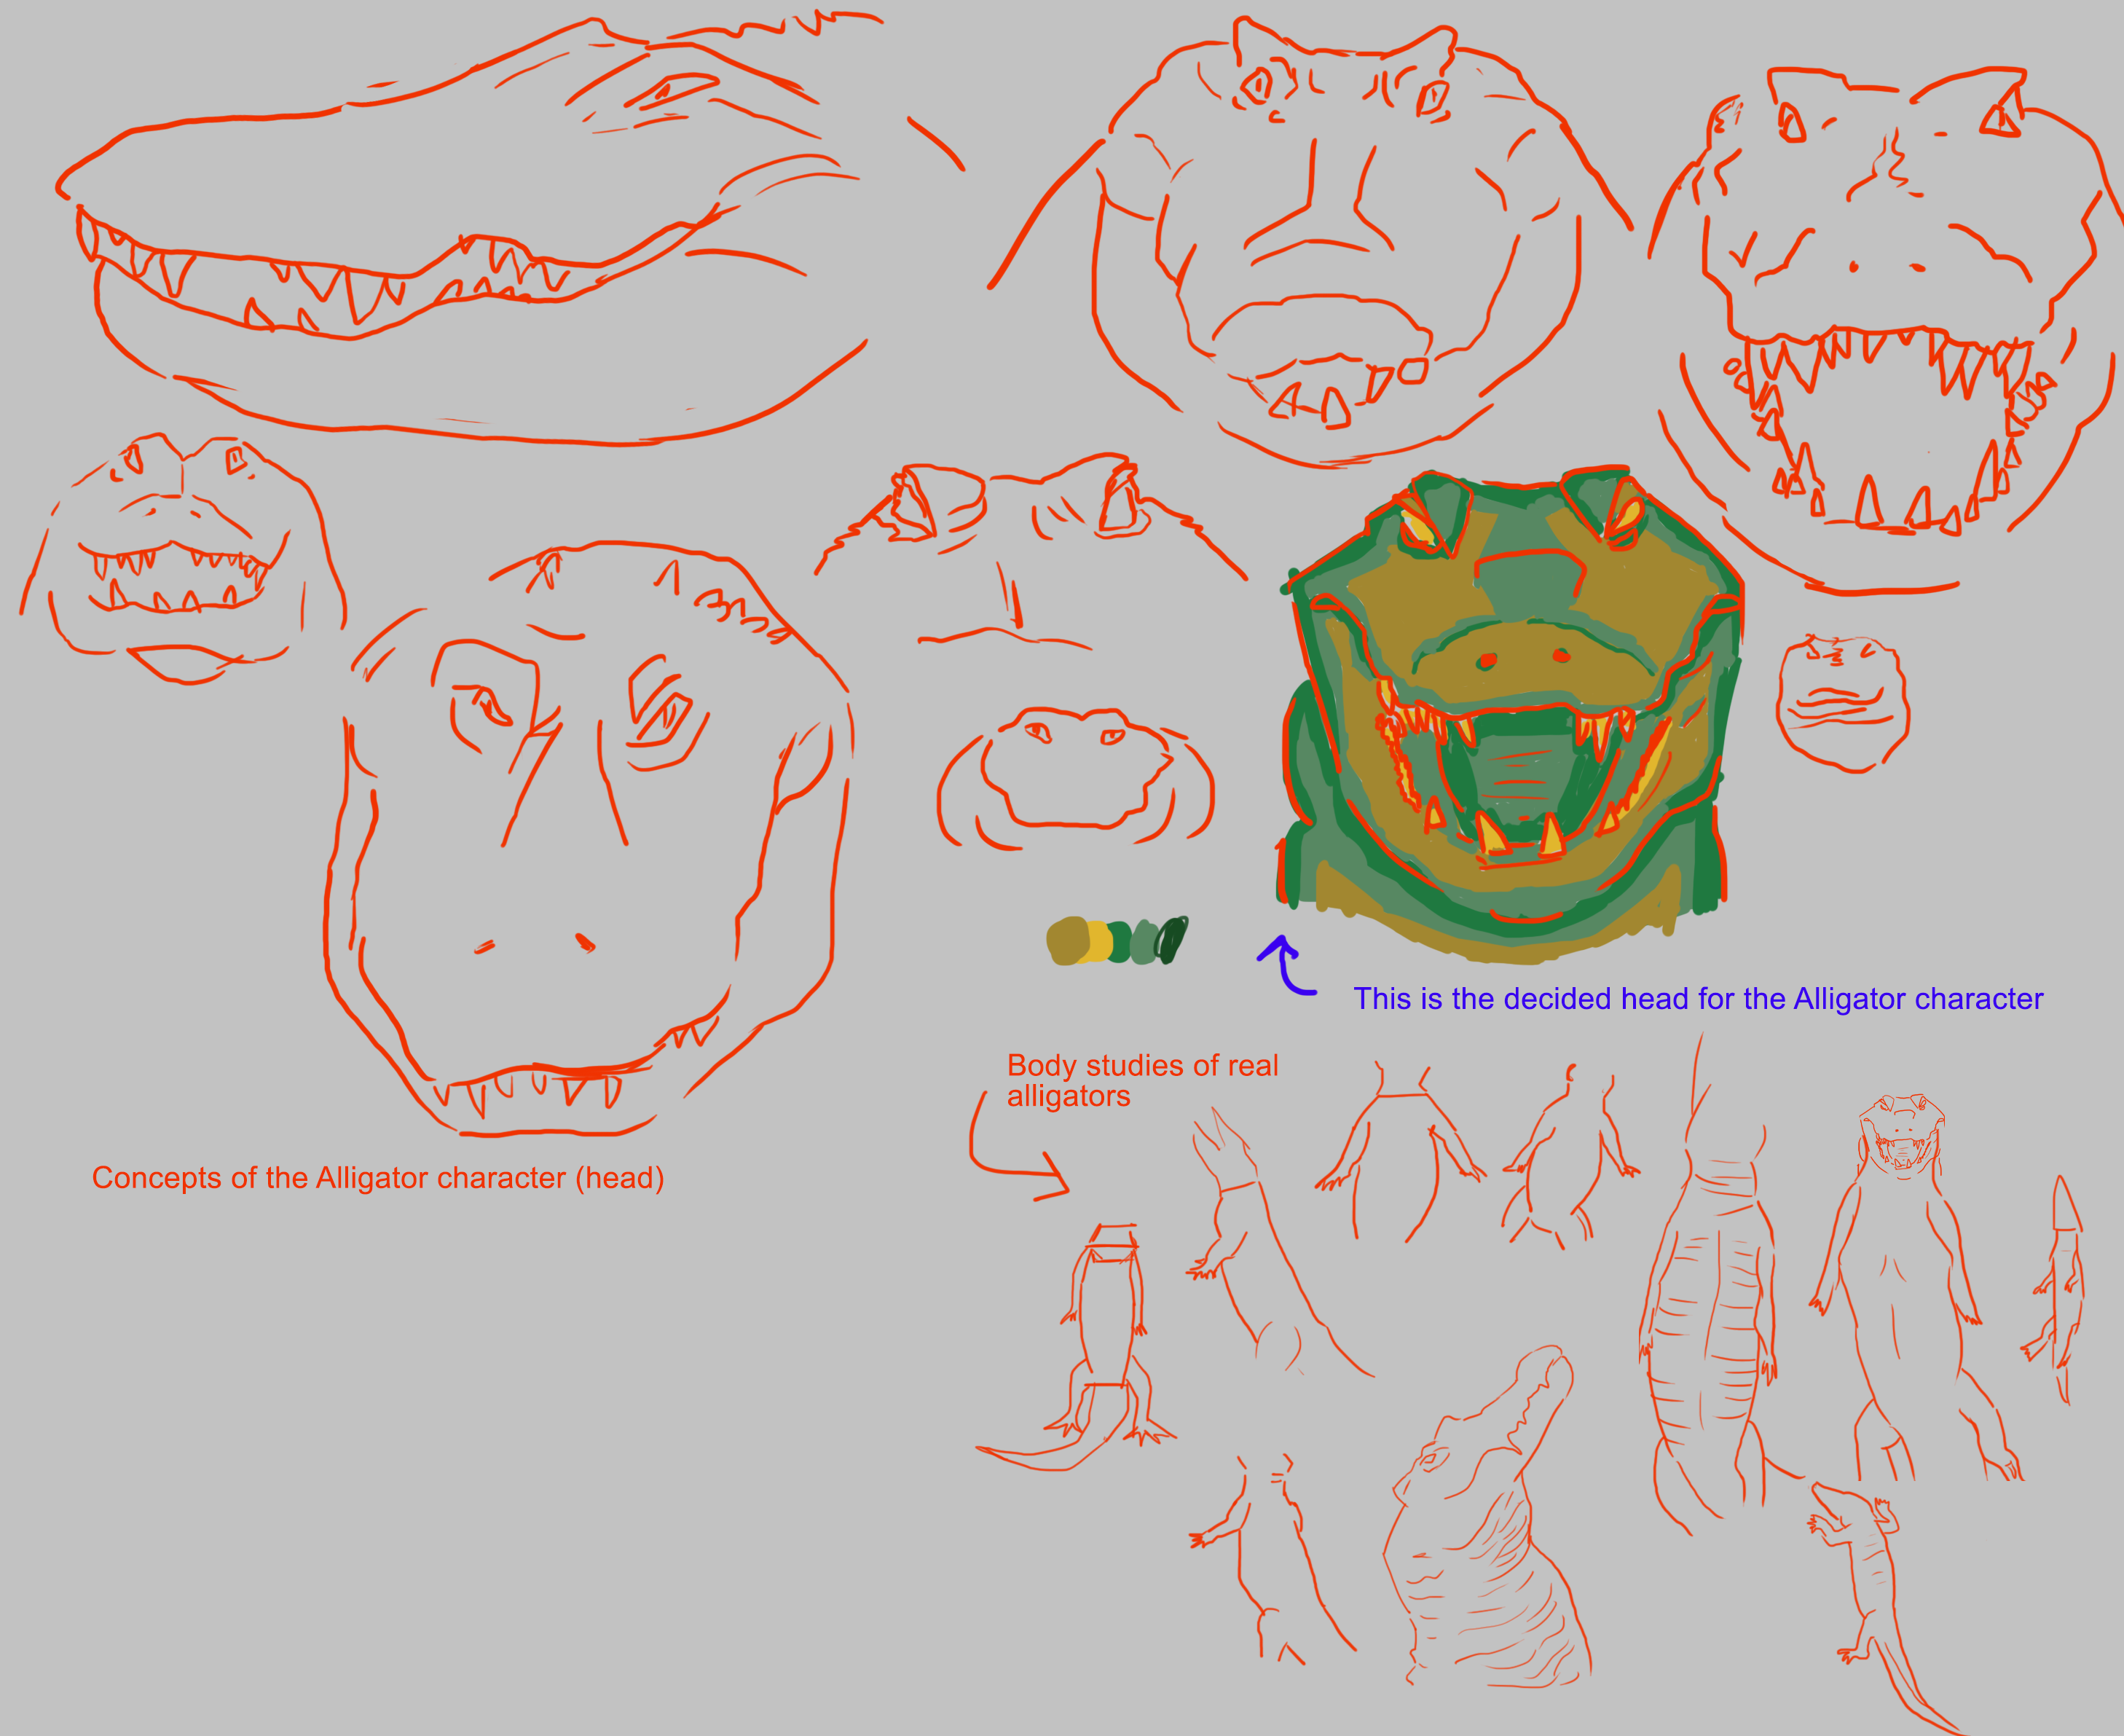 This is the decided head for the Alligator character
Body studies of real
alligators
Concepts of the Alligator character (head)